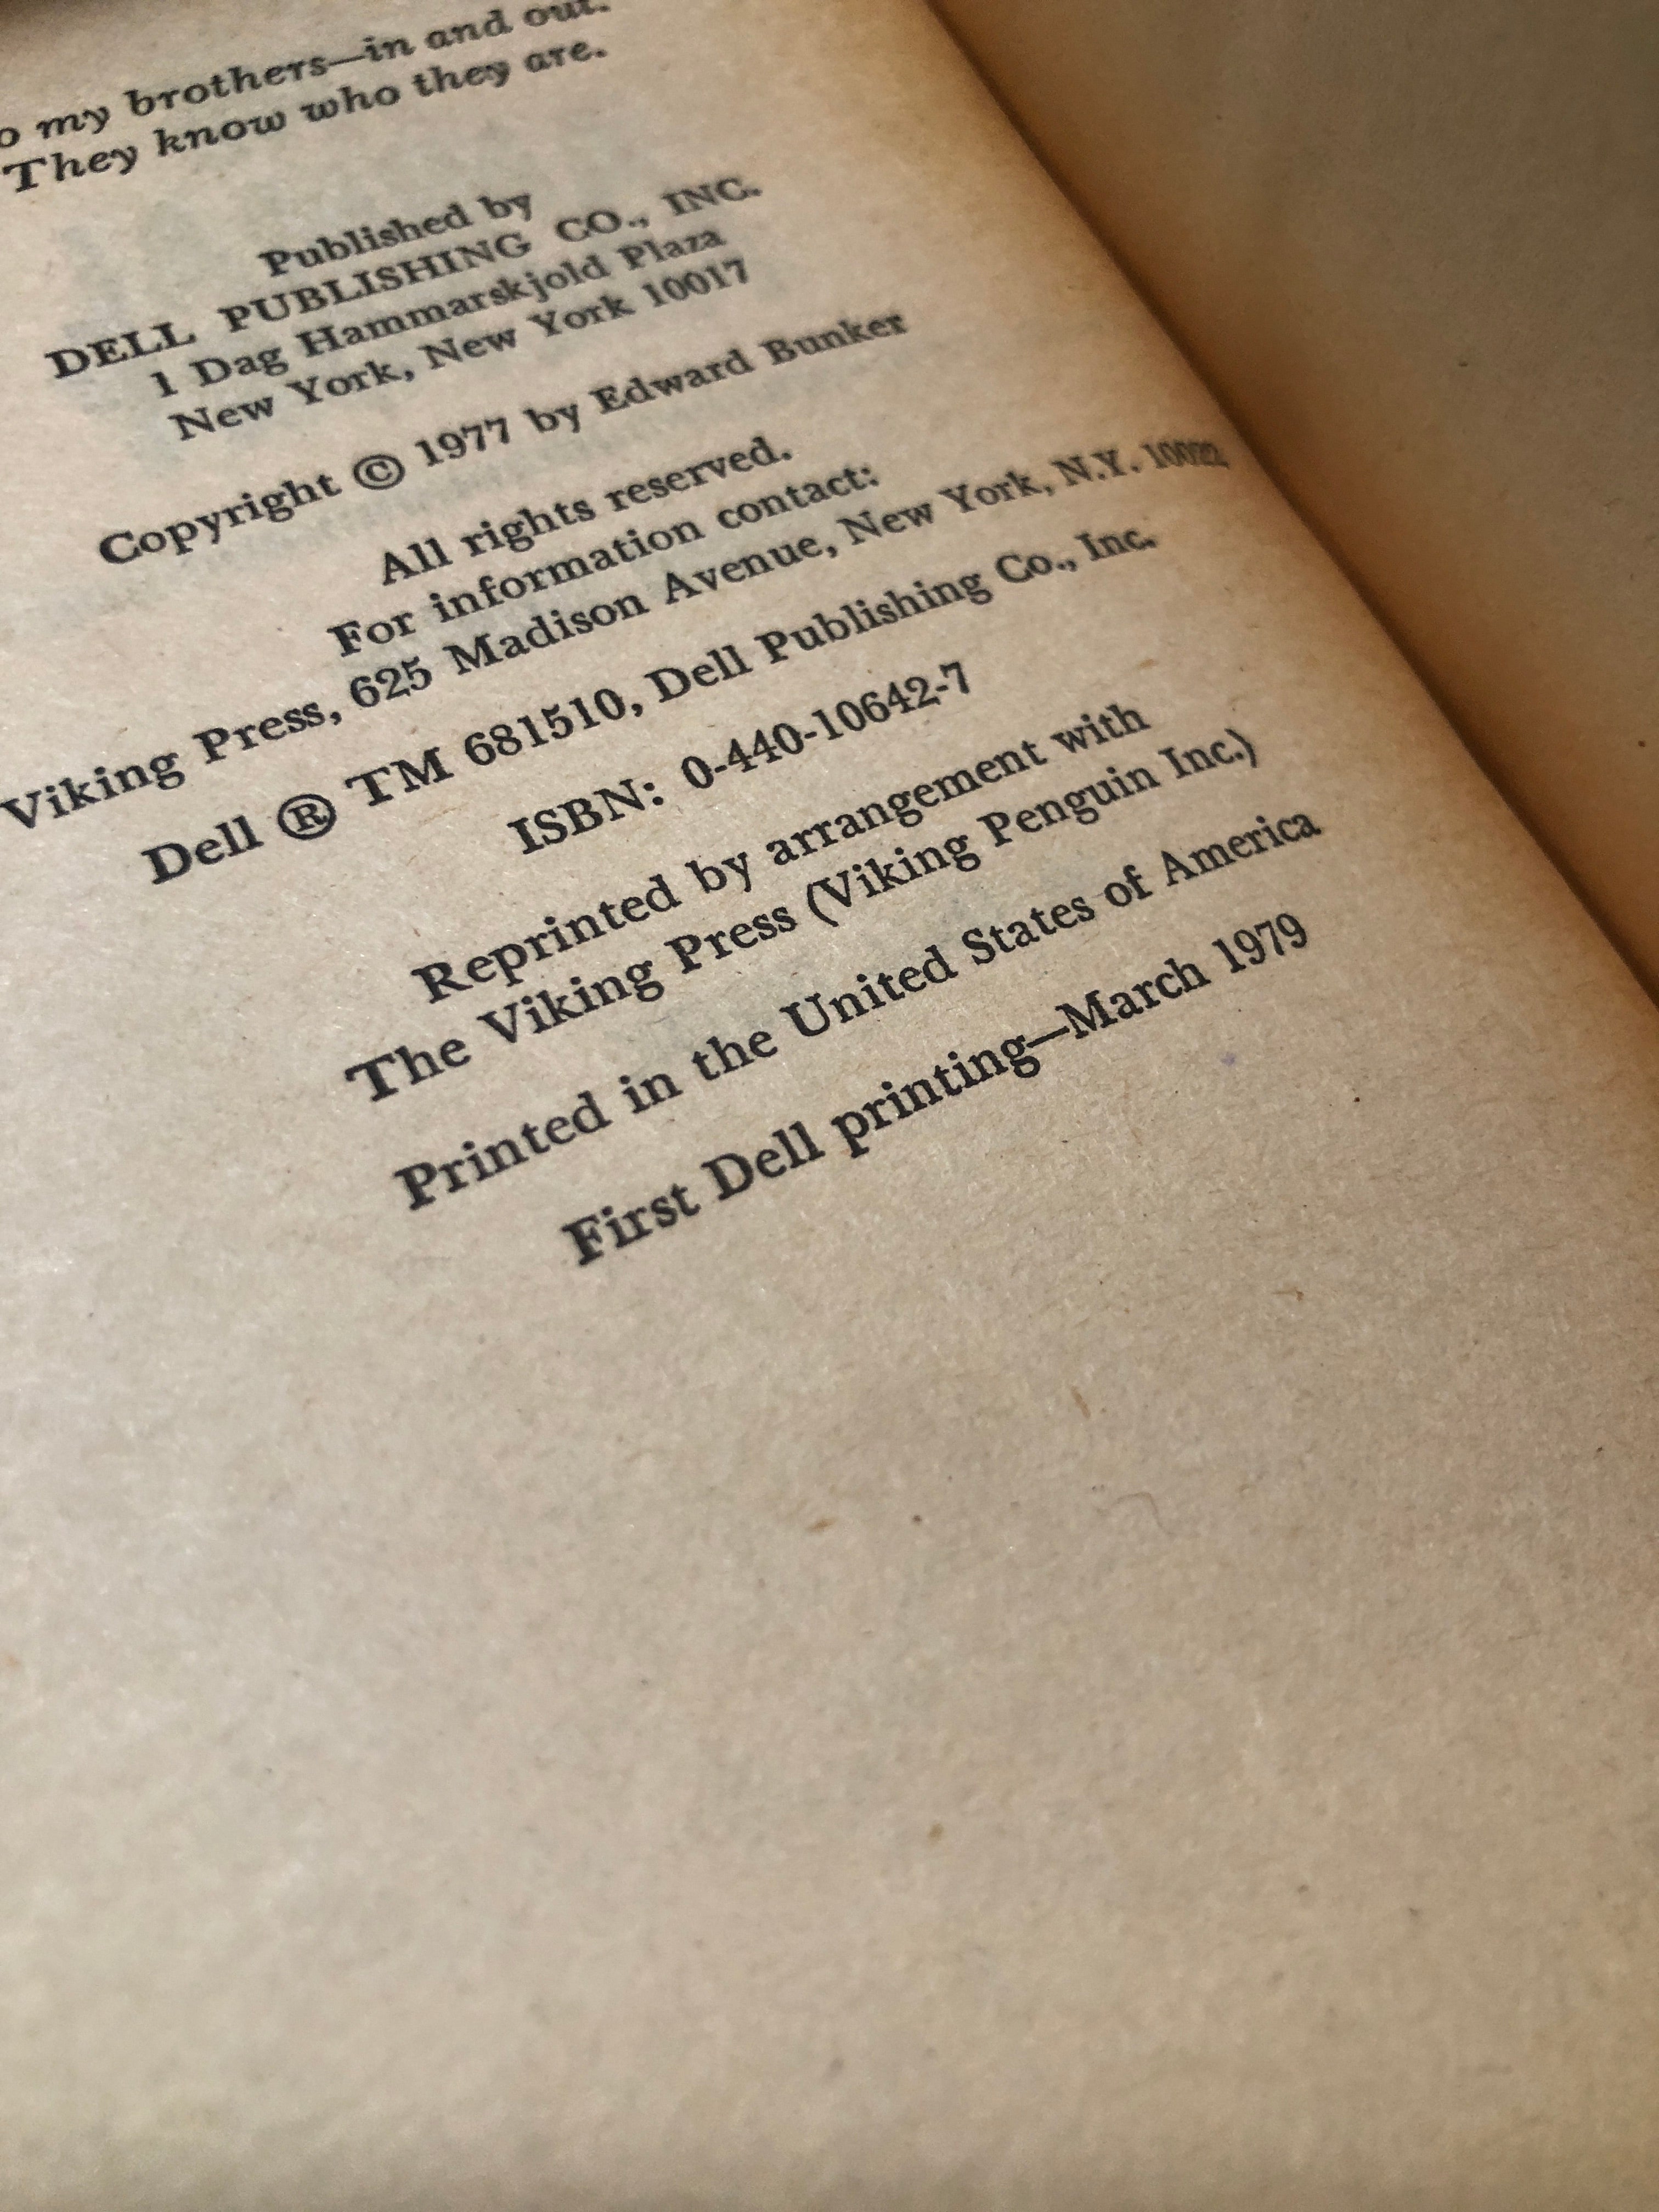 o my brothers—in and out.
They know who they are.
Published by
DELL PUBLISHING CO., INC.
1 Dag Hammarskjold Plaza
New York, New York 10017
Copyright © 1977 by Edward Bunker
All rights reserved.
For information contact:
Viking Press, 625 Madison Avenue, New York, N.Y. 10022
Dell ® TM 681510, Dell Publishing Co., Inc.
ISBN: 0-440-10642-7
Reprinted by arrangement with
The Viking Press (Viking Penguin Inc.)
Printed in the United States of America
First Dell printing—March 1979